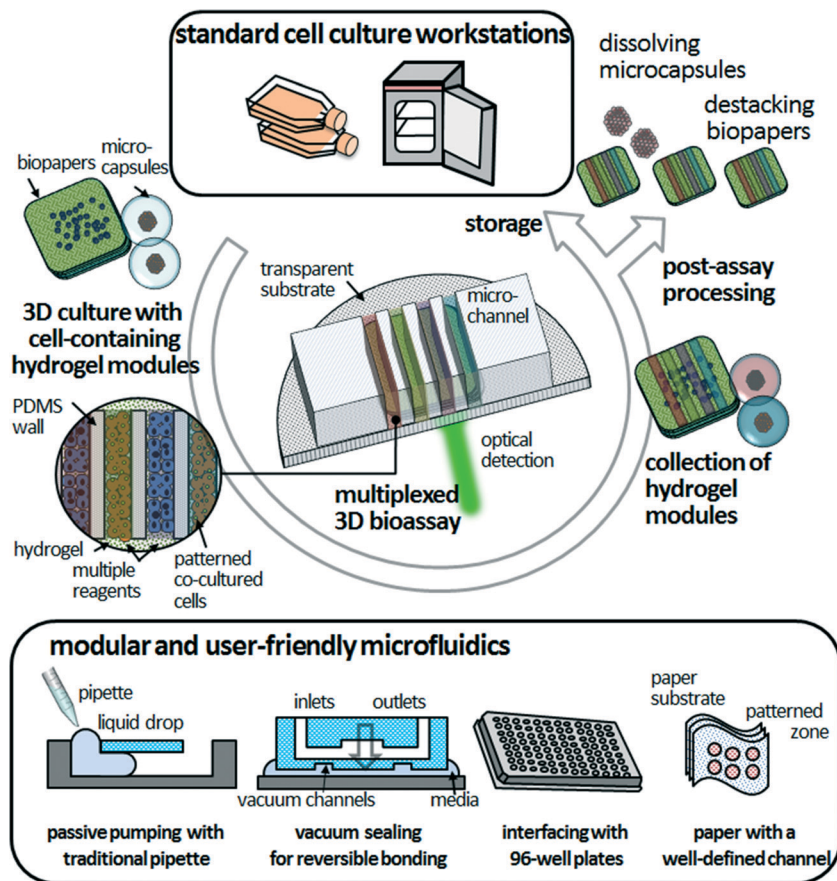 standard cell culture workstations
dissolving
microcapsules
destacking
biopapers
biopapers
micro-
capsules
storage
post-assay
processing
transparent
substrate
micro-
channel
3D culture with
cell-containing
hydrogel modules
PDMS
wall
optical
detection
multiplexed
3D bioassay
collection of
hydrogel
modules
hydrogel
multiple
reagents
patterned
co-cultured
cells
modular and user-friendly microfluidics
pipette
liquid drop
inlets
outlets
vacuum channels
media
paper
substrate
patterned
zone
passive pumping with
traditional pipette
vacuum sealing
for reversible bonding
interfacing with
96-well plates
paper with a
well-defined channel